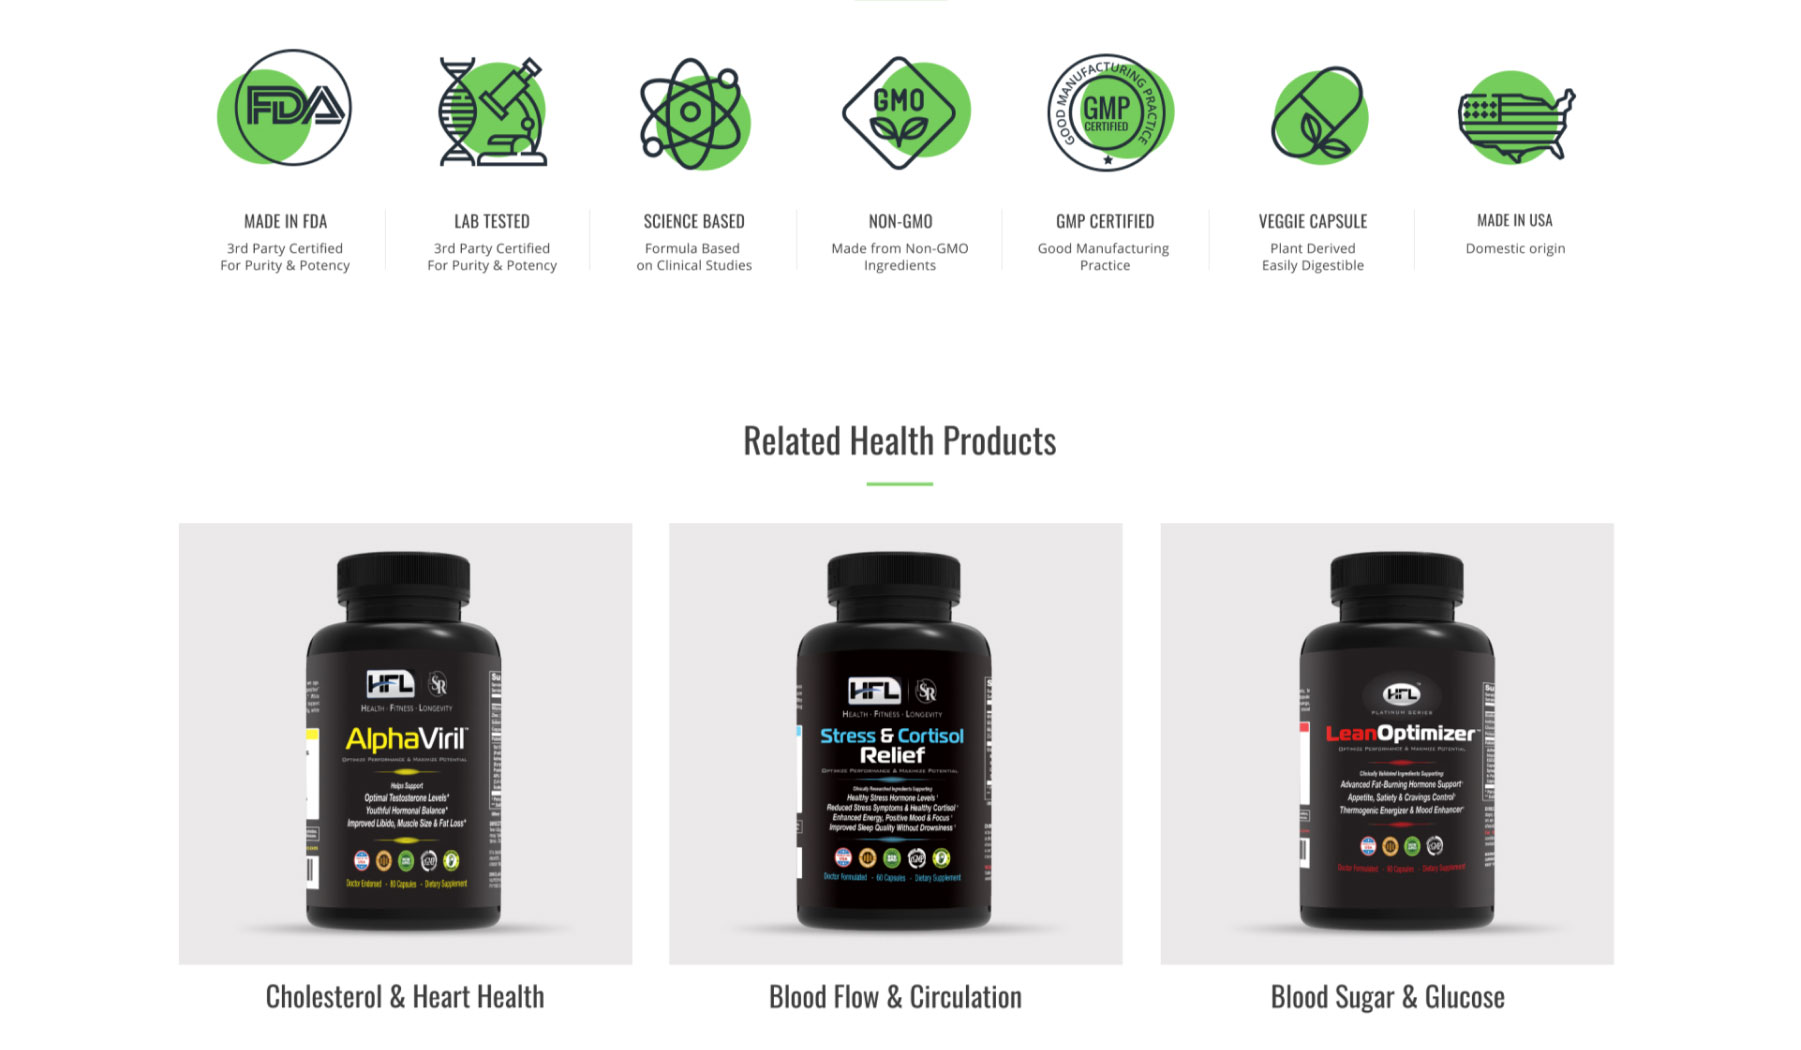 FDA
GMO
GOOD MANUFACTURING PRACTICE
GMP
CERTIFIED
MADE IN FDA
3rd Party Certified
For Purity & Potency
LAB TESTED
3rd Party Certified
For Purity & Potency
SCIENCE BASED
Formula Based
on Clinical Studies
NON-GMO
Made from Non-GMO
Ingredients
GMP CERTIFIED
Good Manufacturing
Practice
VEGGIE CAPSULE
Plant Derived
Easily Digestible
MADE IN USA
Domestic origin
Related Health Products
HFL SR
HEALTH · FITNESS · LONGEVITY
AlphaViril™
OPTIMIZE PERFORMANCE & MAXIMIZE POTENTIAL
Helps Support
Optimal Testosterone Levels*
Youthful Hormonal Balance*
Improved Libido, Muscle Size & Fat Loss*
Doctor Endorsed - 80 Capsules - Dietary Supplement
Cholesterol & Heart Health
HFL SR
HEALTH · FITNESS · LONGEVITY
Stress & Cortisol
Relief
OPTIMIZE PERFORMANCE & MAXIMIZE POTENTIAL
Clinically Researched Ingredients Supporting
Healthy Stress Hormone Levels*
Reduced Stress Symptoms & Healthy Cortisol*
Enhanced Energy, Positive Mood & Focus*
Improved Sleep Quality Without Drowsiness*
Doctor Formulated - 60 Capsules - Dietary Supplement
Blood Flow & Circulation
HFL™
PLATINUM SERIES
LeanOptimizer™
OPTIMIZE PERFORMANCE & MAXIMIZE POTENTIAL
Clinically Validated Ingredients Supporting:
Advanced Fat-Burning Hormone Support*
Appetite, Satiety & Cravings Control*
Thermogenic Energizer & Mood Enhancer*
Doctor Formulated - 90 Capsules - Dietary Supplement
Blood Sugar & Glucose